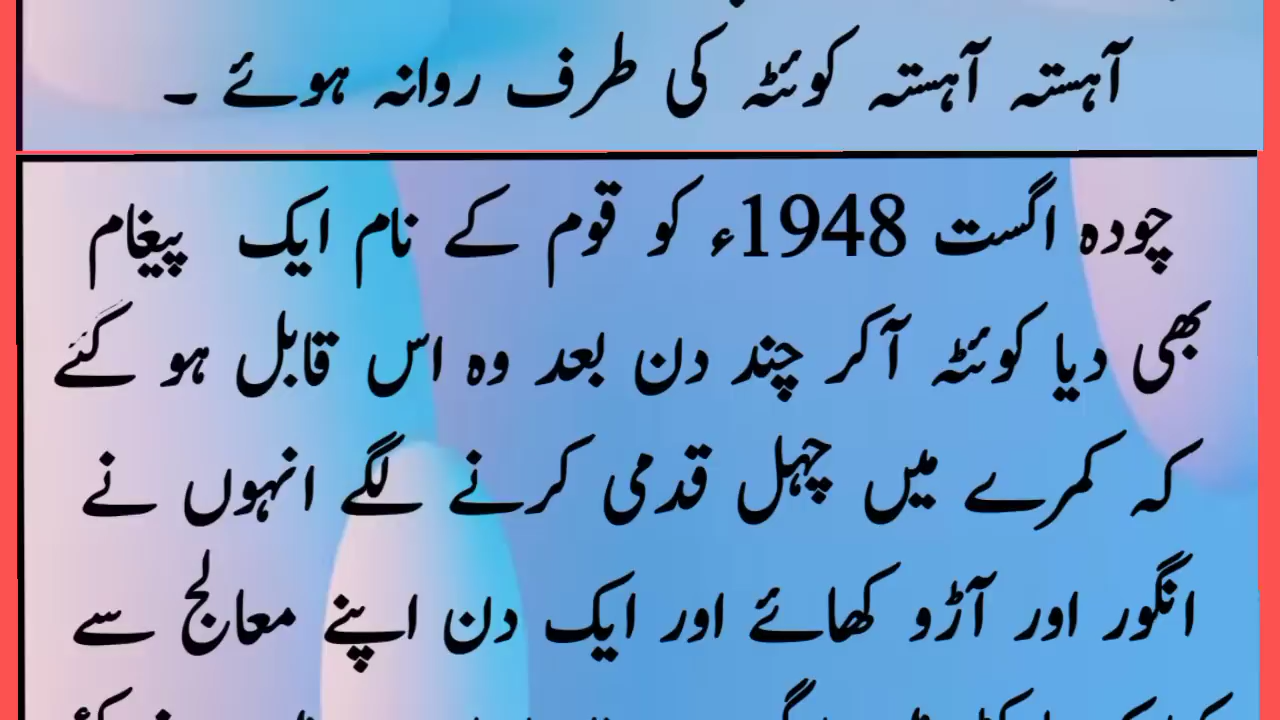 آہستہ آہستہ کوئٹہ کی طرف روانہ ہوئے ۔
چودہ اگست 1948ء کو قوم کے نام ایک پیغام
بھی دیا کوئٹہ آکر چند دن بعد وہ اس قابل ہو گئے
کہ کمرے میں چہل قدمی کرنے لگے انہوں نے
انگور اور آڑو کھائے اور ایک دن اپنے معالج سے